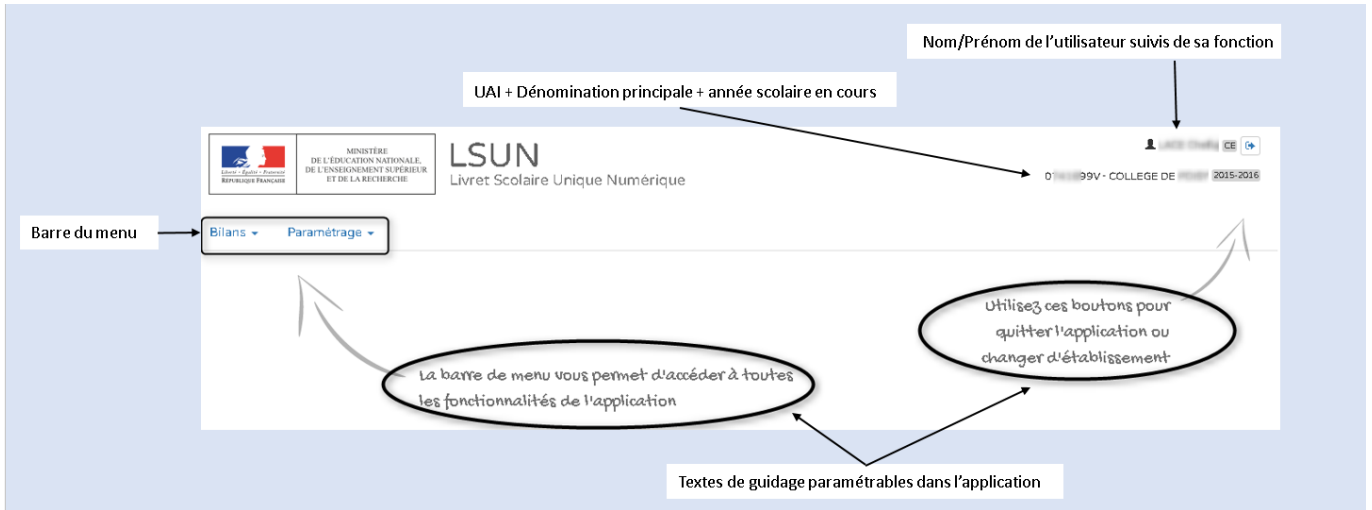 Nom/Prénom de l'utilisateur suivis de sa fonction
UAI + Dénomination principale + année scolaire en cours
Liberté • Égalité • Fraternité
RÉPUBLIQUE FRANÇAISE
MINISTÈRE
DE L'ÉDUCATION NATIONALE,
DE L'ENSEIGNEMENT SUPÉRIEUR
ET DE LA RECHERCHE
LSUN
Livret Scolaire Unique Numérique
CE
99V - COLLEGE DE 2015-2016
Barre du menu
Bilans Paramétrage
Utilisez ces boutons pour
quitter l'application ou
changer d'établissement
La barre de menu vous permet d'accéder à toutes
les fonctionnalités de l'application
Textes de guidage paramétrables dans l'application